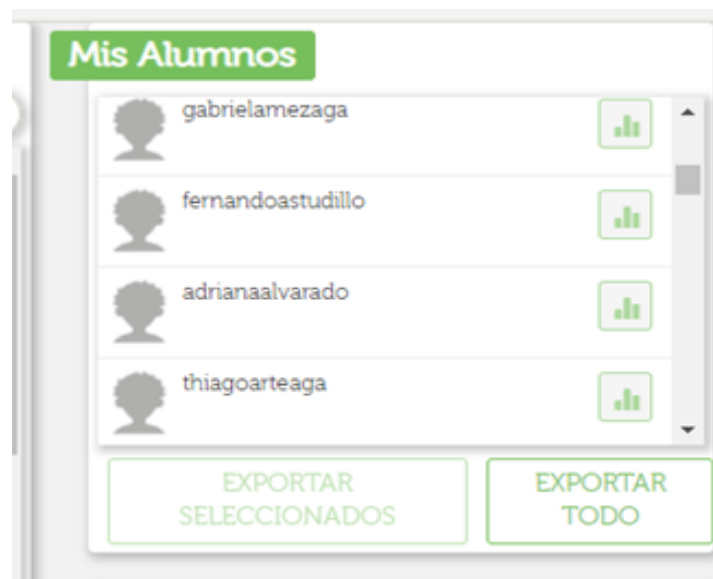 Mis Alumnos
gabrielamezaga
fernandoastudillo
adrianaalvarado
thiagoarteaga
EXPORTAR
SELECCIONADOS
EXPORTAR
TODO